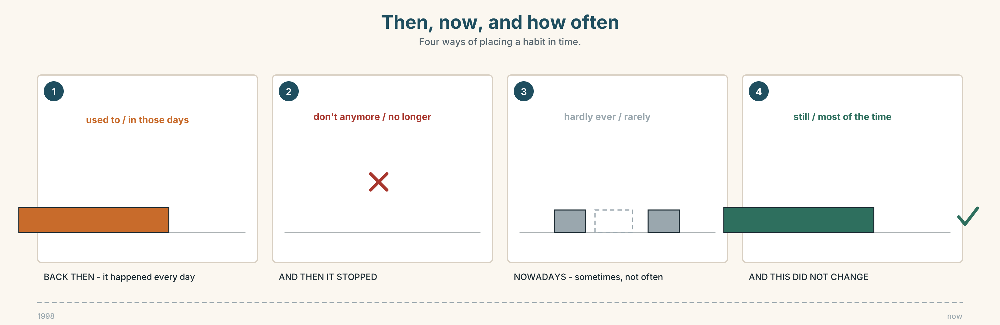 Then, now, and how often
Four ways of placing a habit in time.
1
used to / in those days
2
don't anymore / no longer
3
hardly ever / rarely
4
still / most of the time
BACK THEN - it happened every day
AND THEN IT STOPPED
NOWADAYS - sometimes, not often
AND THIS DID NOT CHANGE
1998
now